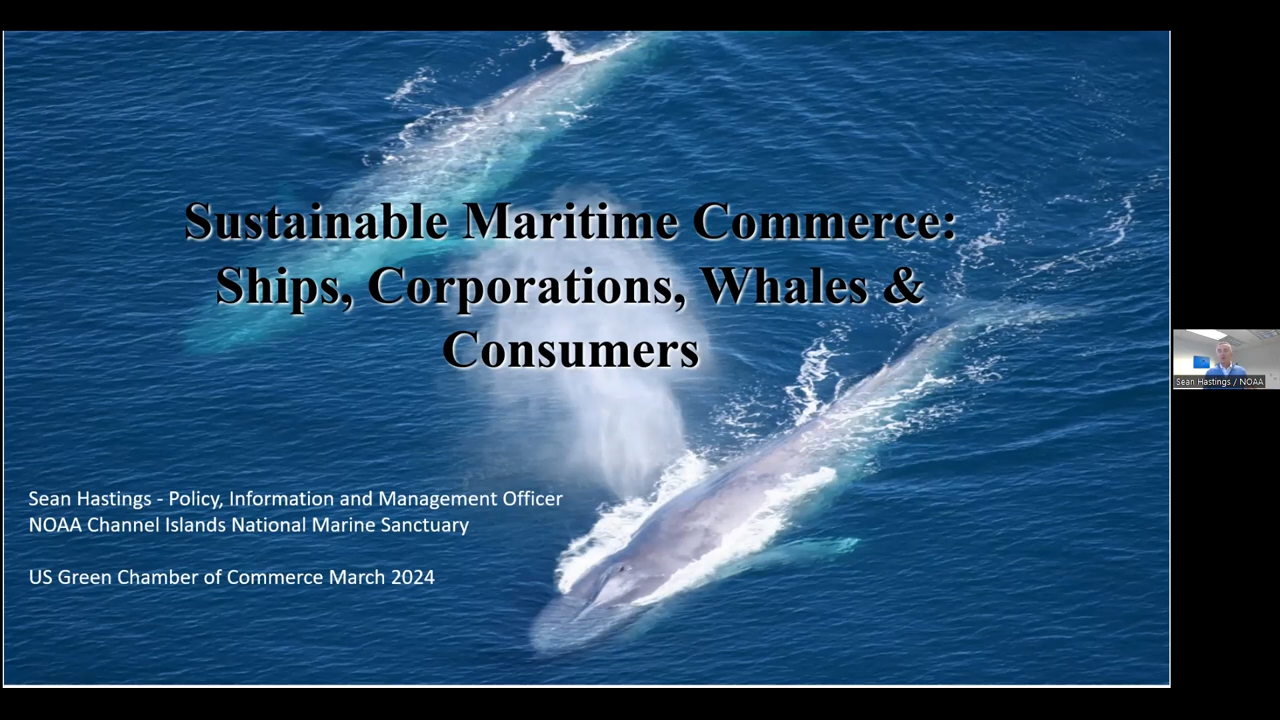 Sustainable Maritime Commerce:
Ships, Corporations, Whales &
Consumers
Sean Hastings - Policy, Information and Management Officer
NOAA Channel Islands National Marine Sanctuary
US Green Chamber of Commerce March 2024
Sean Hastings / NOAA